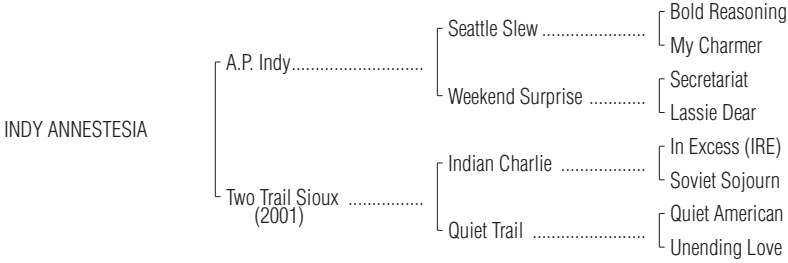 Bold Reasoning
Seattle Slew ......................
My Charmer
A.P. Indy............................
Secretariat
Weekend Surprise ............
Lassie Dear
INDY ANNESTESIA
In Excess (IRE)
Indian Charlie ..................
Soviet Sojourn
Two Trail Sioux ................
(2001)
Quiet American
Quiet Trail ........................
Unending Love